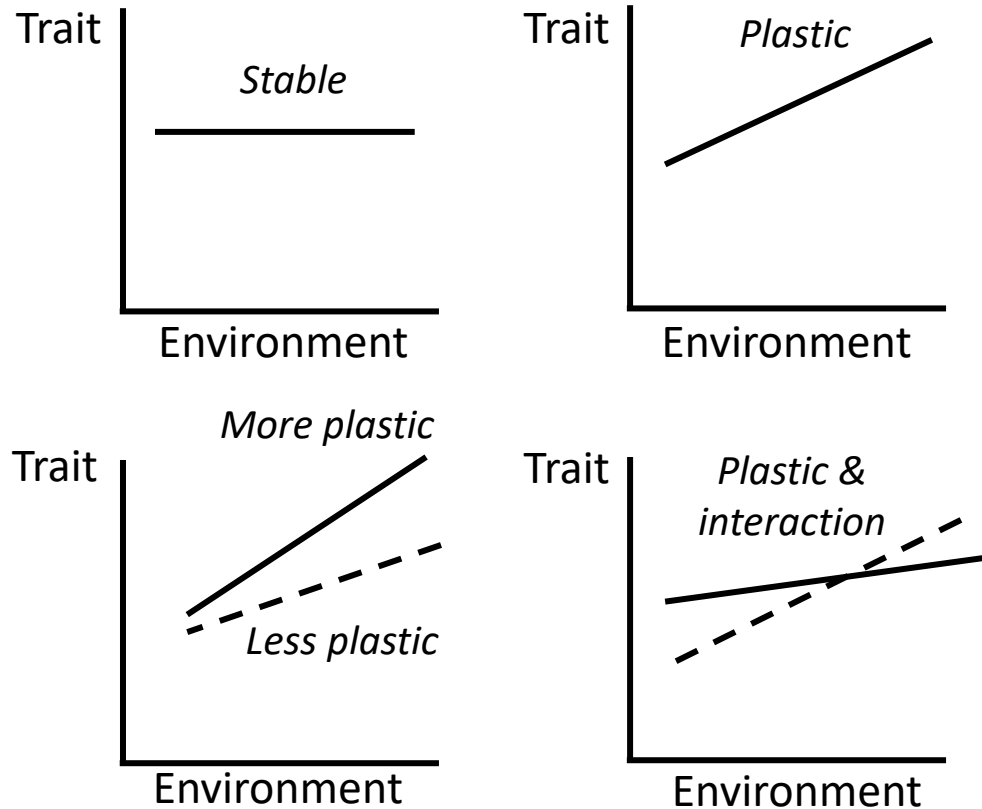 Trait
Stable
Environment
Trait
Plastic
Environment
More plastic
Trait
Less plastic
Environment
Trait
Plastic &
interaction
Environment